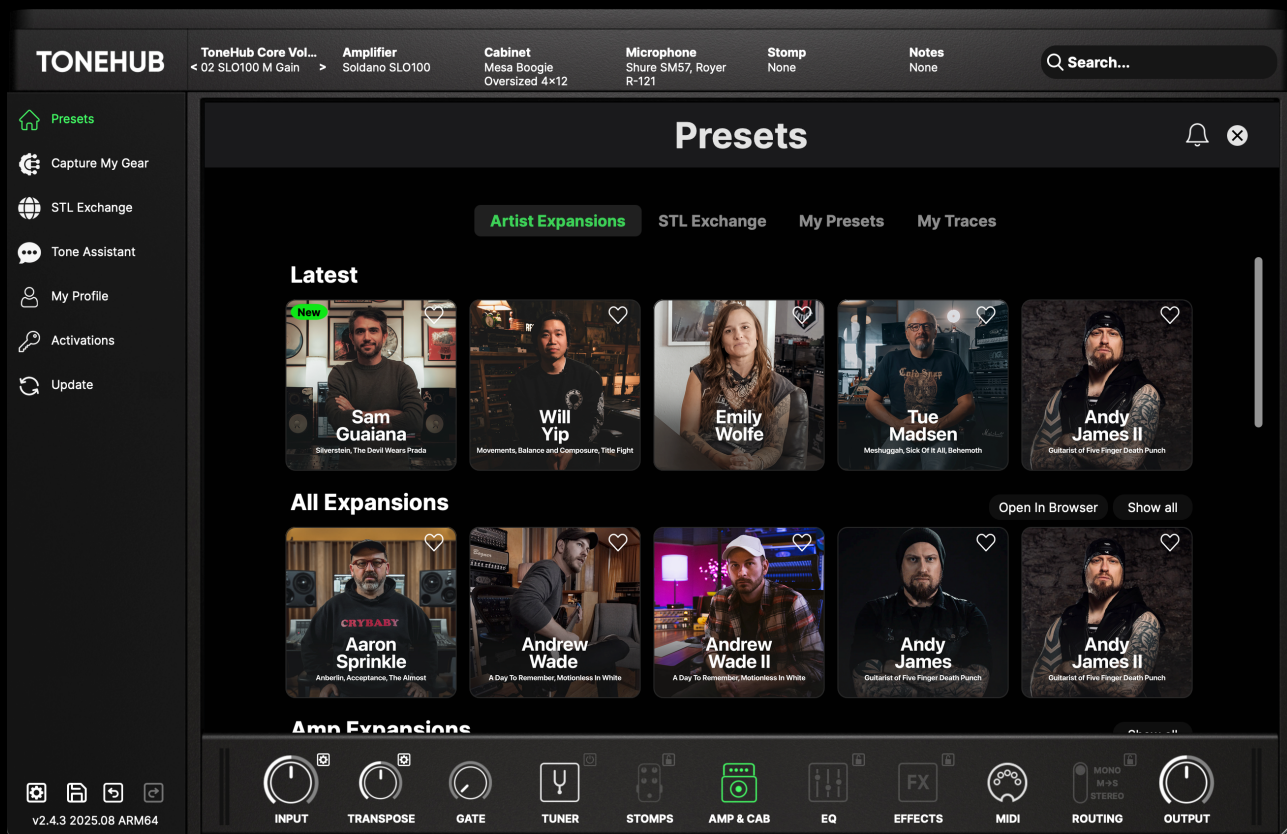 TONEHUB
ToneHub Core Vol...
< 02 SLO100 M Gain >
Amplifier
Soldano SLO100
Cabinet
Mesa Boogie
Oversized 4x12
Microphone
Shure SM57, Royer
R-121
Stomp
None
Notes
None
Search...
Presets
Capture My Gear
STL Exchange
Tone Assistant
My Profile
Activations
Update
v2.4.3 2025.08 ARM64
Presets
Artist Expansions
STL Exchange
My Presets
My Traces
Latest
New
Sam
Guaiana
Silverstein, The Devil Wears Prada
Will
Yip
Movements, Balance and Composure, Title Fight
Emily
Wolfe
Cold Snap
Tue
Madsen
Meshuggah, Sick Of It All, Behemoth
Andy
James II
Guitarist of Five Finger Death Punch
All Expansions
Open In Browser
Show all
CRYBABY
Aaron
Sprinkle
Anberlin, Acceptance, The Almost
Andrew
Wade
A Day To Remember, Motionless In White
Andrew
Wade II
A Day To Remember, Motionless In White
Andy
James
Guitarist of Five Finger Death Punch
Andy
James II
Guitarist of Five Finger Death Punch
Amp Expansions
Show all
INPUT
TRANSPOSE
GATE
TUNER
STOMPS
AMP & CAB
EQ
FX
EFFECTS
MIDI
MONO
M→S
STEREO
ROUTING
OUTPUT